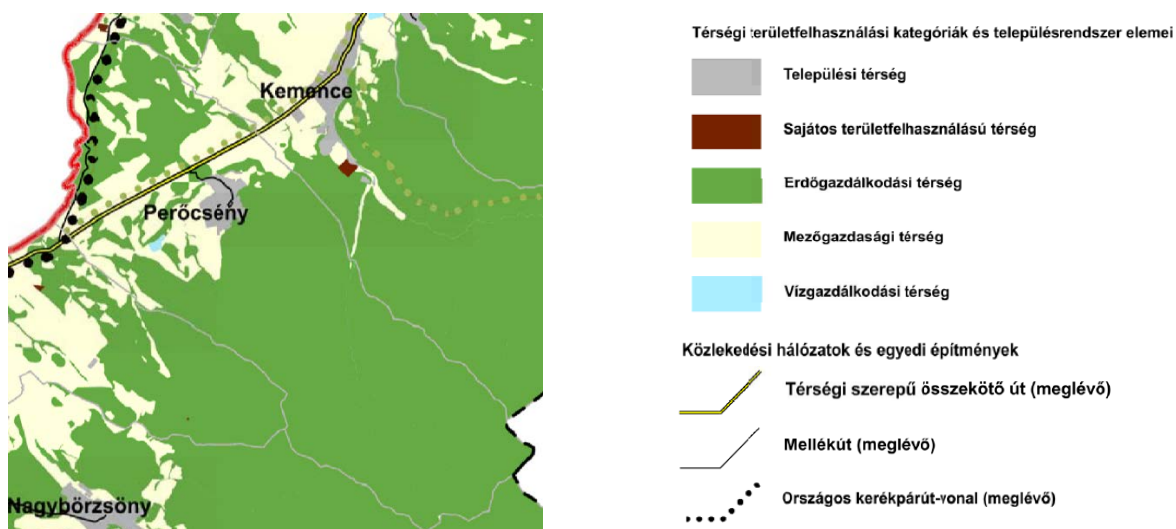 Kemence
Perőcsény
Nagybörzsöny
Térségi területfelhasználási kategóriák és településrendszer elemei
Települési térség
Sajátos területfelhasználású térség
Erdőgazdálkodási térség
Mezőgazdasági térség
Vízgazdálkodási térség
Közlekedési hálózatok és egyedi építmények
Térségi szerepű összekötő út (meglévő)
Mellékút (meglévő)
Országos kerékpárút-vonal (meglévő)